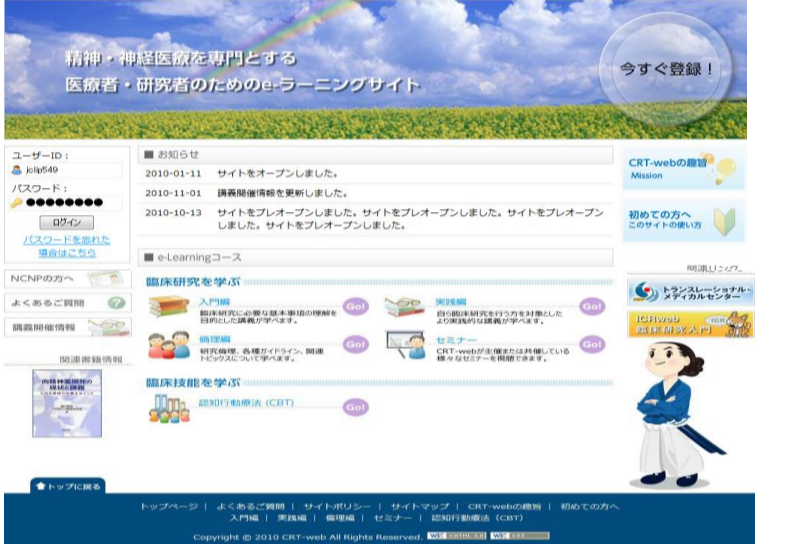 精神・神経医療を専門とする
医療者・研究者のためのe-ラーニングサイト
今すぐ登録！
ユーザーID：
jolip549
パスワード：
ログイン
パスワードを忘れた
場合はこちら
NCNPの方へ
よくあるご質問
講義開催情報
関連書籍情報
向精神薬開発の
現状と課題
お知らせ
2010-01-11 サイトをオープンしました。
2010-11-01 講義開催情報を更新しました。
2010-10-13 サイトをプレオープンしました。サイトをプレオープンしました。サイトをプレオープン
しました。サイトをプレオープンしました。
e-Learningコース
臨床研究を学ぶ
入門編
臨床研究に必要な基本事項の理解を
目的とした講義が学べます。
Go!
実践編
自ら臨床研究を行う方を対象とした
より実践的な講義が学べます。
Go!
倫理編
研究倫理、各種ガイドライン、関連
トピックスについて学べます。
Go!
セミナー
CRT-webが主催または共催している
様々なセミナーを視聴できます。
Go!
臨床技能を学ぶ
認知行動療法（CBT）
Go!
CRT-webの趣旨
Mission
初めての方へ
このサイトの使い方
関連リンク
トランスレーショナル・
メディカルセンター
ICRweb
臨床研究入門
トップに戻る
トップページ | よくあるご質問 | サイトポリシー | サイトマップ | CRT-webの趣旨 | 初めての方へ
入門編 | 実践編 | 倫理編 | セミナー | 認知行動療法（CBT）
Copyright © 2010 CRT-web All Rights Reserved.